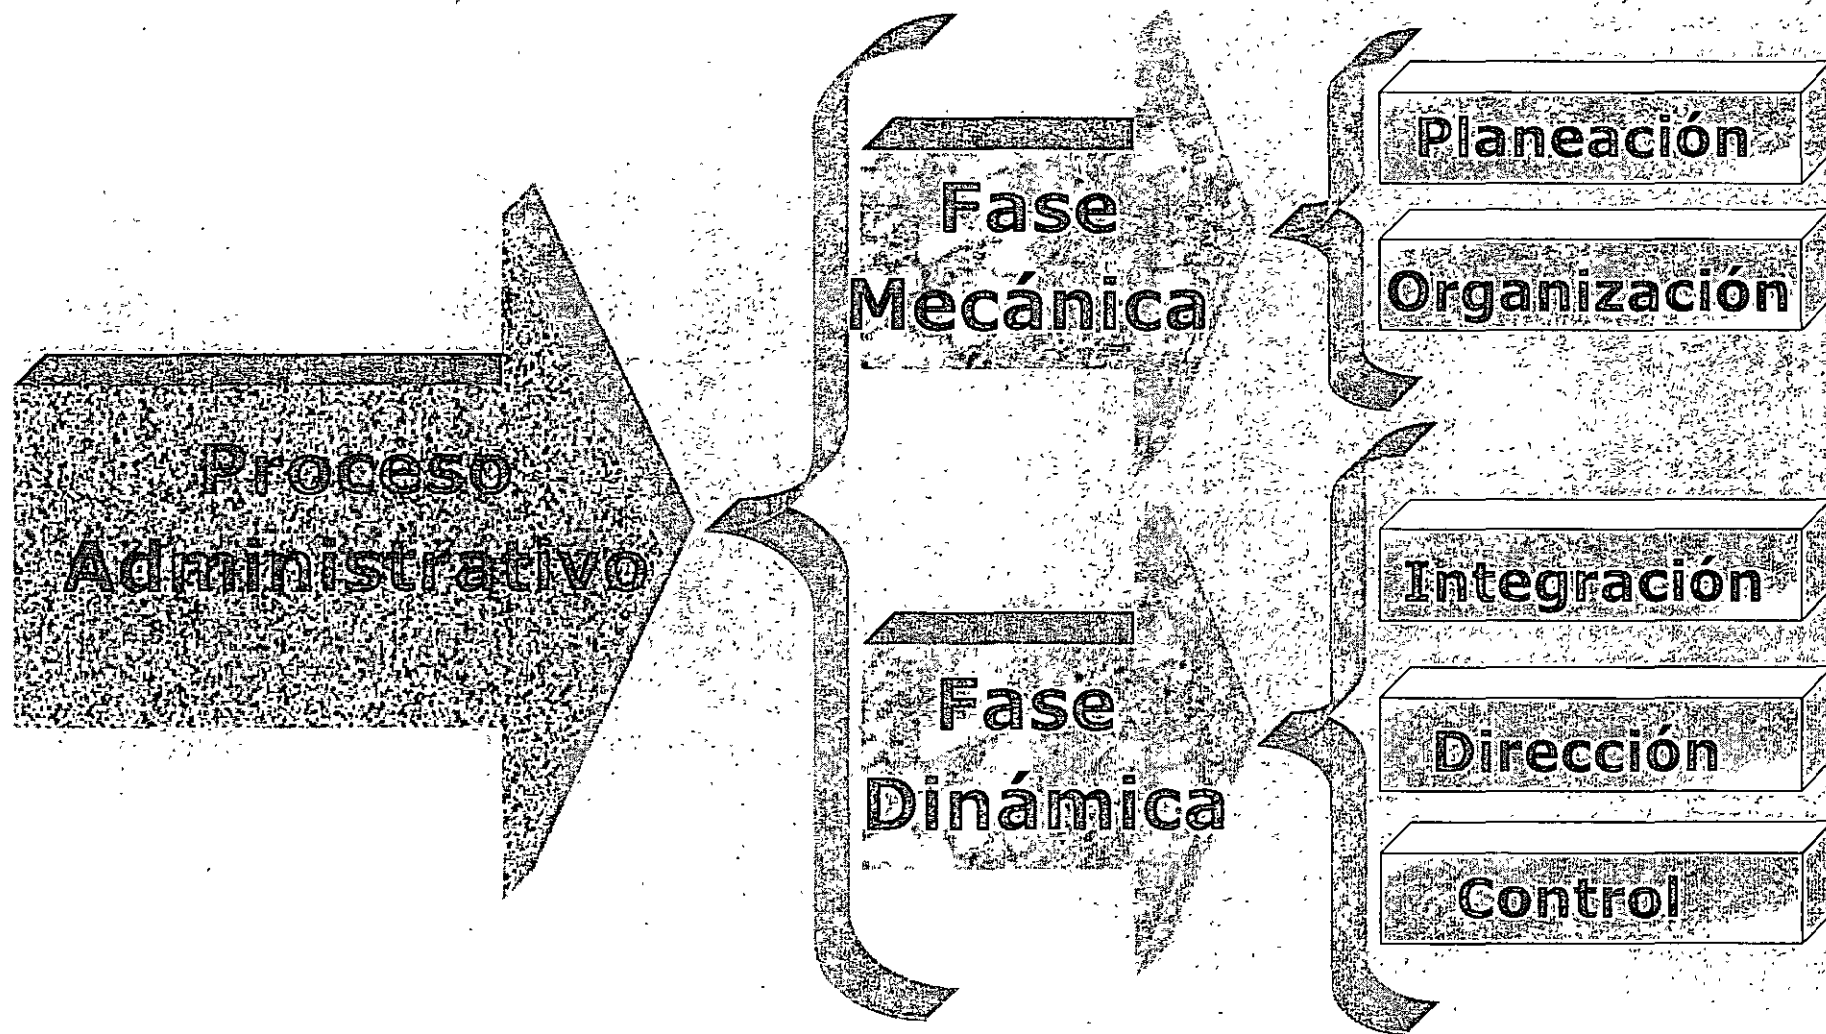 Proceso
Administrativo
Fase
Mecánica
Planeación
Organización
Fase
Dinámica
Integración
Dirección
Control